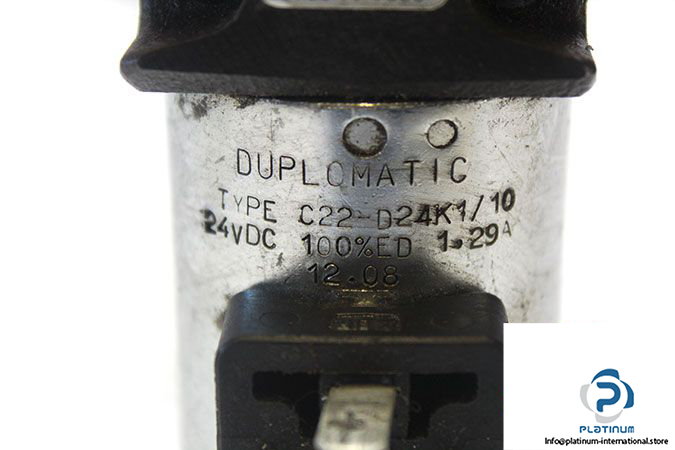 DUPLOMATIC
TYPE C22-D24K1/10
24VDC 100%ED 1.29A
12.08
+
PLATINUM
Info@platinum-international.store